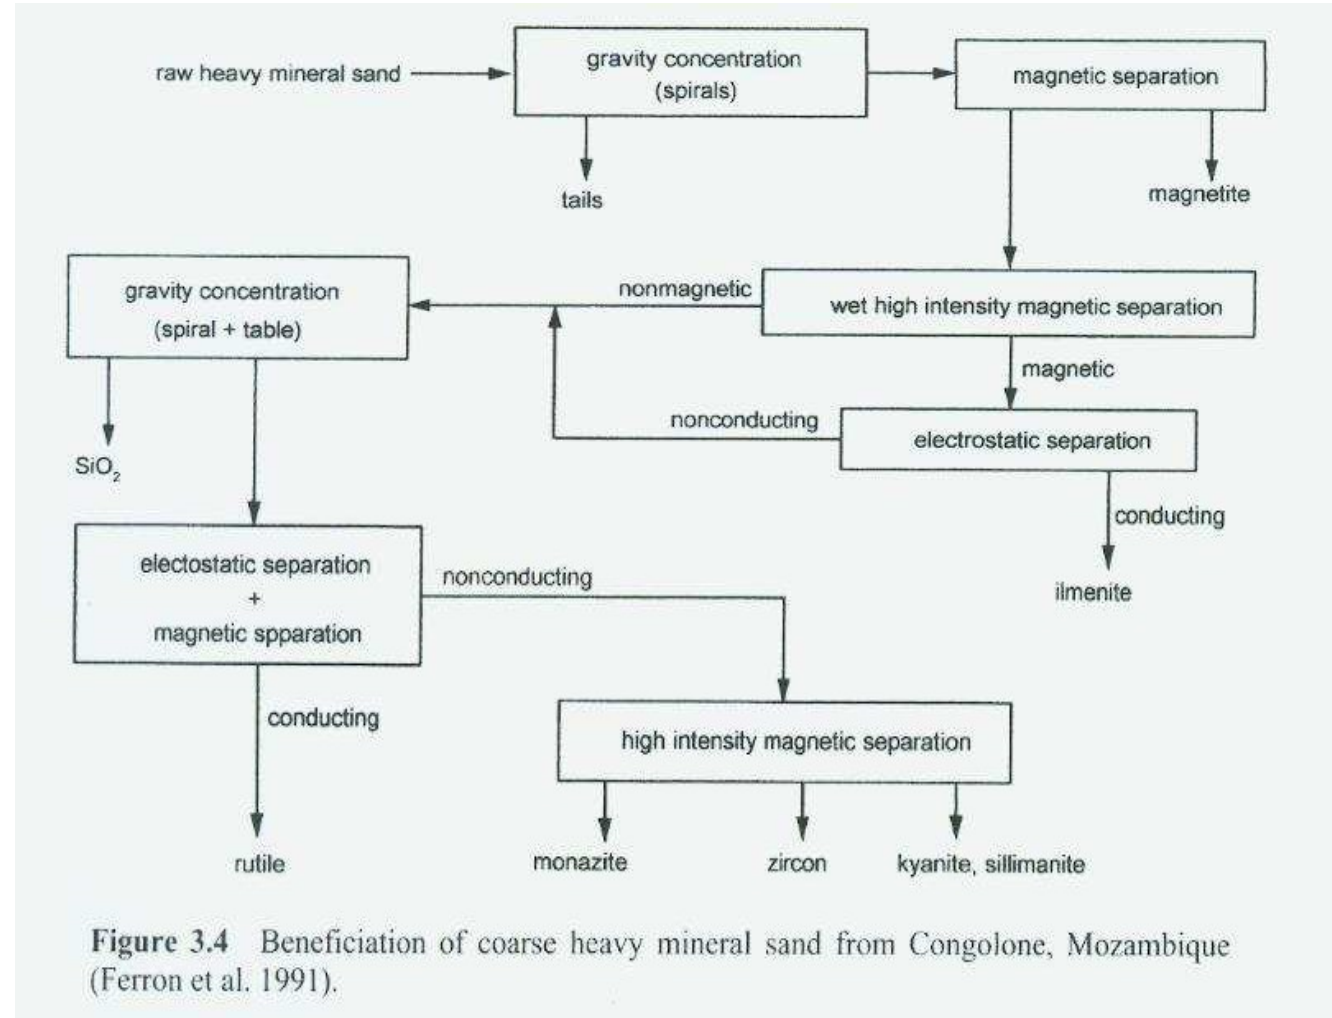 raw heavy mineral sand
gravity concentration
(spirals)
magnetic separation
tails
magnetite
gravity concentration
(spiral + table)
nonmagnetic
wet high intensity magnetic separation
magnetic
nonconducting
electrostatic separation
SiO2
conducting
ilmenite
electostatic separation
+
magnetic spparation
nonconducting
conducting
high intensity magnetic separation
rutile
monazite
zircon
kyanite, sillimanite
Figure 3.4 Beneficiation of coarse heavy mineral sand from Congolone, Mozambique
(Ferron et al. 1991).